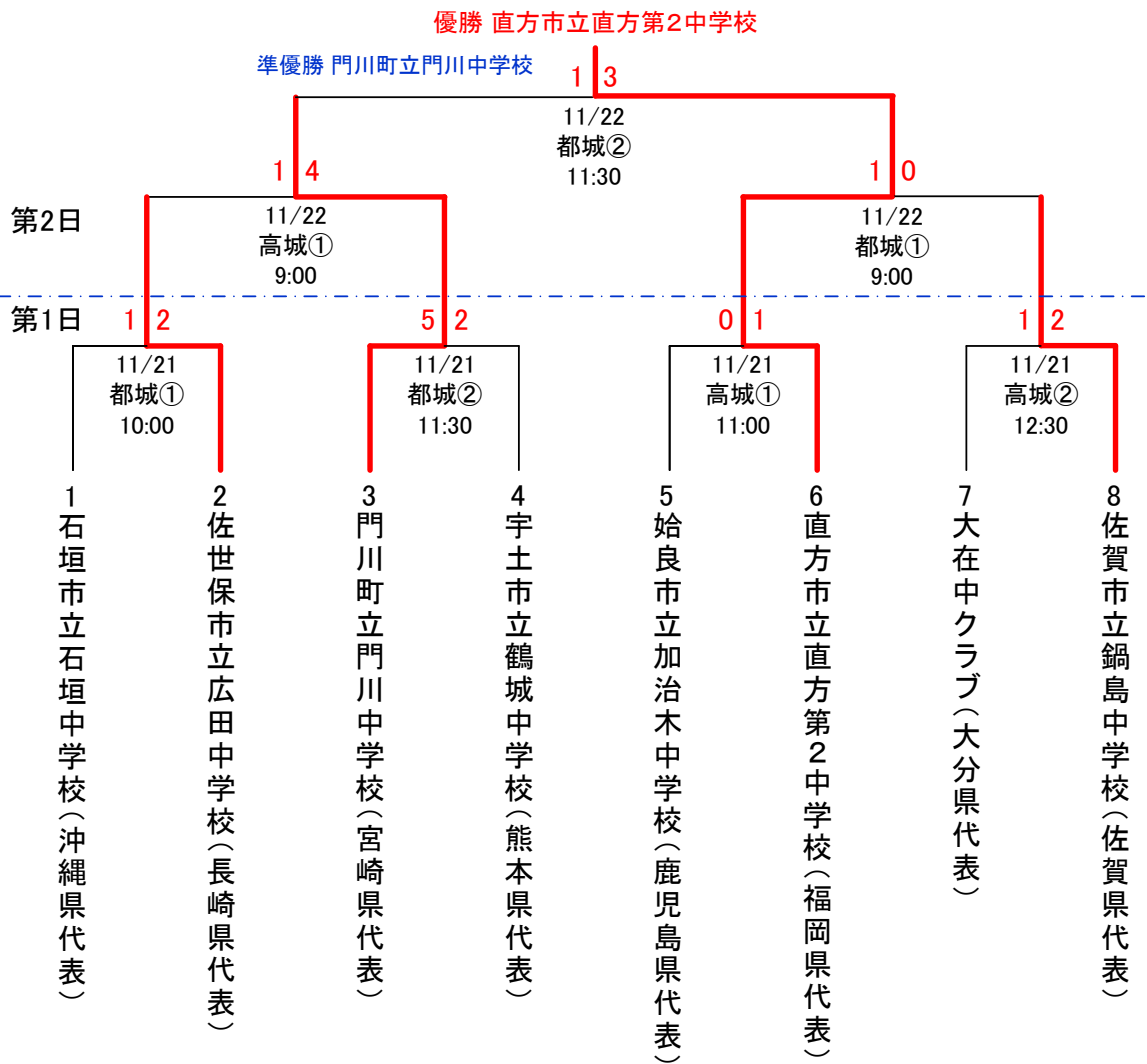 優勝 直方市立直方第2中学校
準優勝 門川町立門川中学校
1 3
11/22
都城②
11:30
1 4
1 0
第2日
11/22
高城①
9:00
11/22
都城①
9:00
第1日
1 2
5 2
0 1
1 2
11/21
都城①
10:00
11/21
都城②
11:30
11/21
高城①
11:00
11/21
高城②
12:30
1 石垣市立石垣中学校(沖縄県代表)
2 佐世保市立広田中学校(長崎県代表)
3 門川町立門川中学校(宮崎県代表)
4 宇土市立鶴城中学校(熊本県代表)
5 姶良市立加治木中学校(鹿児島県代表)
6 直方市立直方第2中学校(福岡県代表)
7 大在中クラブ(大分県代表)
8 佐賀市立鍋島中学校(佐賀県代表)